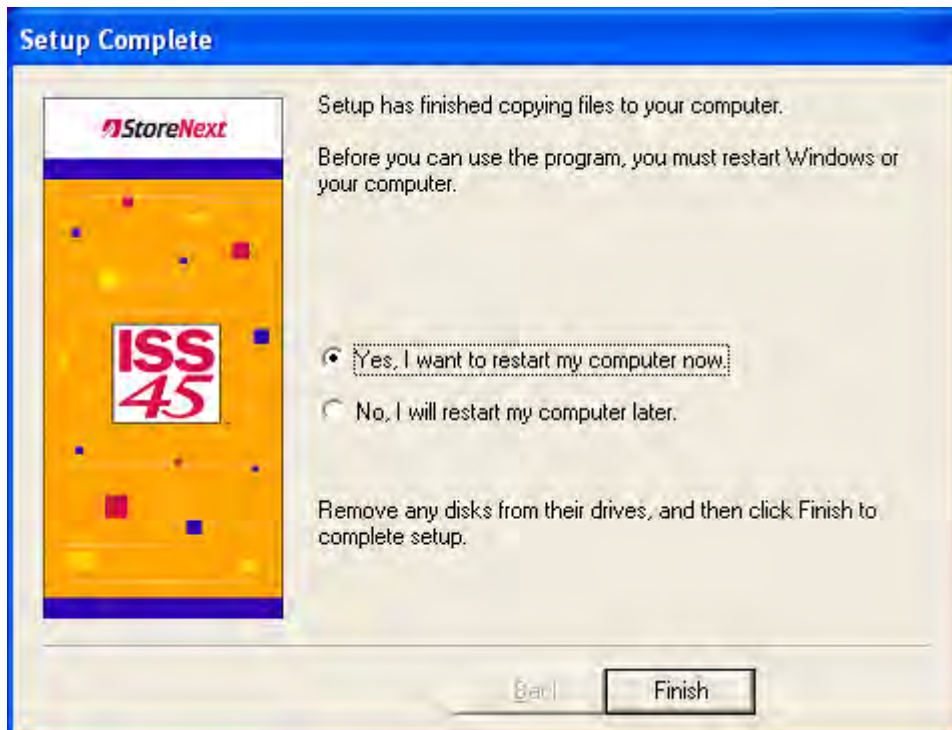 Setup Complete
StoreNext
Setup has finished copying files to your computer.
Before you can use the program, you must restart Windows or
your computer.
ISS
45
Yes, I want to restart my computer now.
No, I will restart my computer later.
Remove any disks from their drives, and then click Finish to
complete setup.
Back
Finish